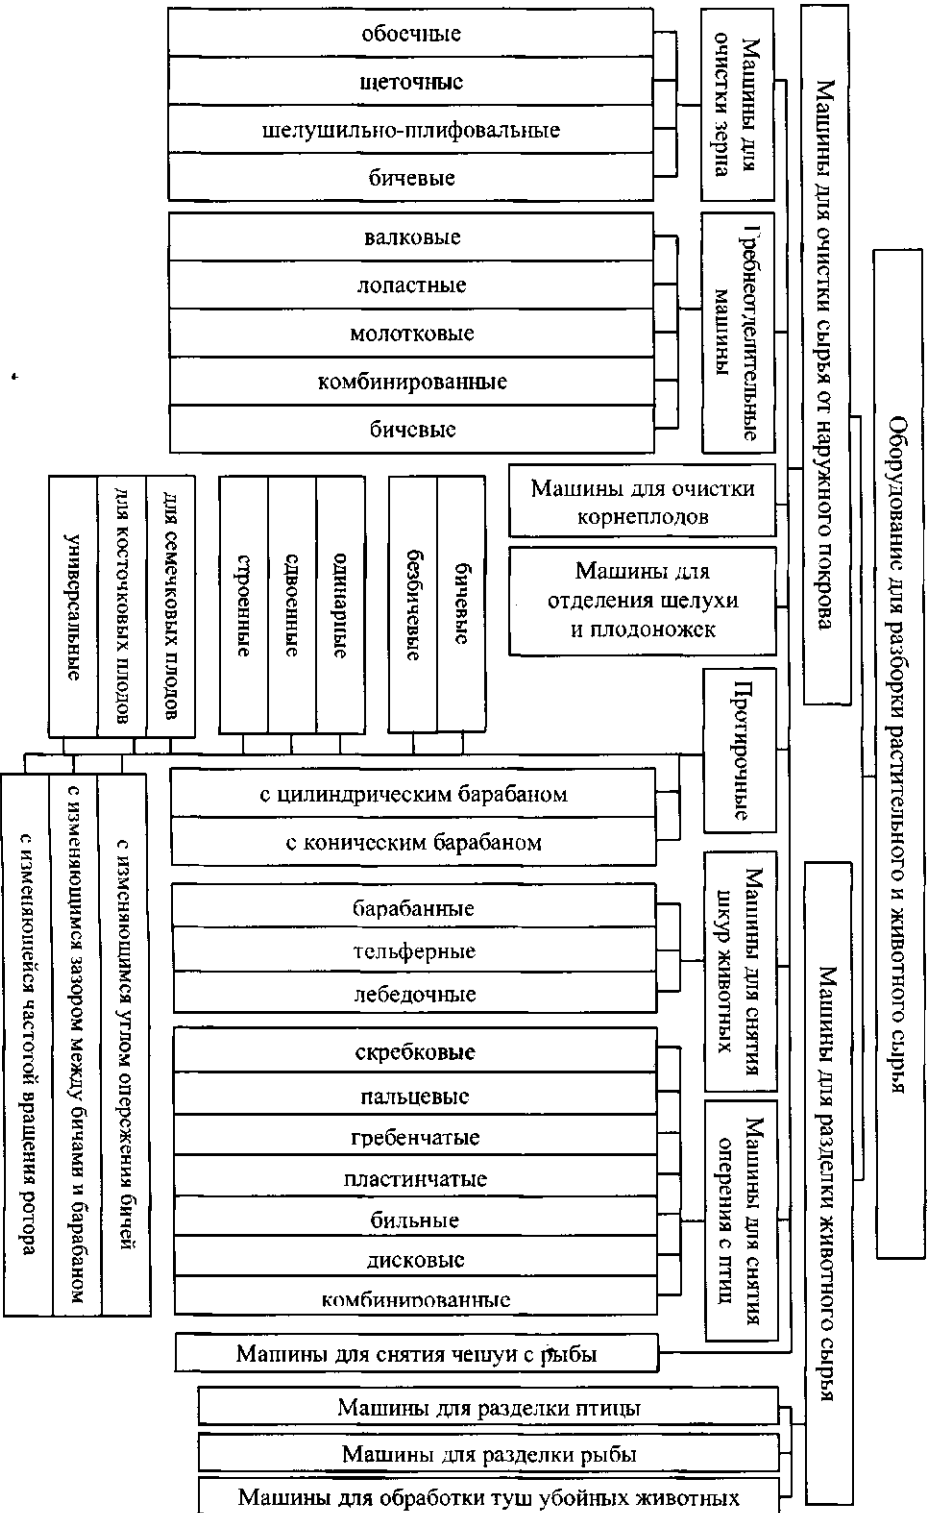 Оборудование для разборки растительного и животного сырья
Машины для очистки сырья от наружного покрова
Машины для разделки животного сырья
Машины для
очистки зерна
обоечные
щеточные
шелушильно-шлифовальные
бичевые
Гребнеотделительные
машины
валковые
лопастные
молотковые
комбинированные
бичевые
Машины для очистки
корнеплодов
Машины для
отделения шелухи
и плодоножек
Протирочные
с цилиндрическим барабаном
с коническим барабаном
бичевые
безбичевые
одинарные
сдвоенные
строенные
для семечковых плодов
для косточковых плодов
универсальные
с изменяющимся углом опережения бичей
с изменяющимся зазором между бичами и барабаном
с изменяющейся частотой вращения ротора
Машины для снятия
шкур животных
барабанные
тельферные
лебедочные
Машины для снятия
оперения с птиц
скребковые
пальцевые
гребенчатые
пластинчатые
бильные
дисковые
комбинированные
Машины для снятия чешуи с рыбы
Машины для разделки птицы
Машины для разделки рыбы
Машины для обработки туш убойных животных